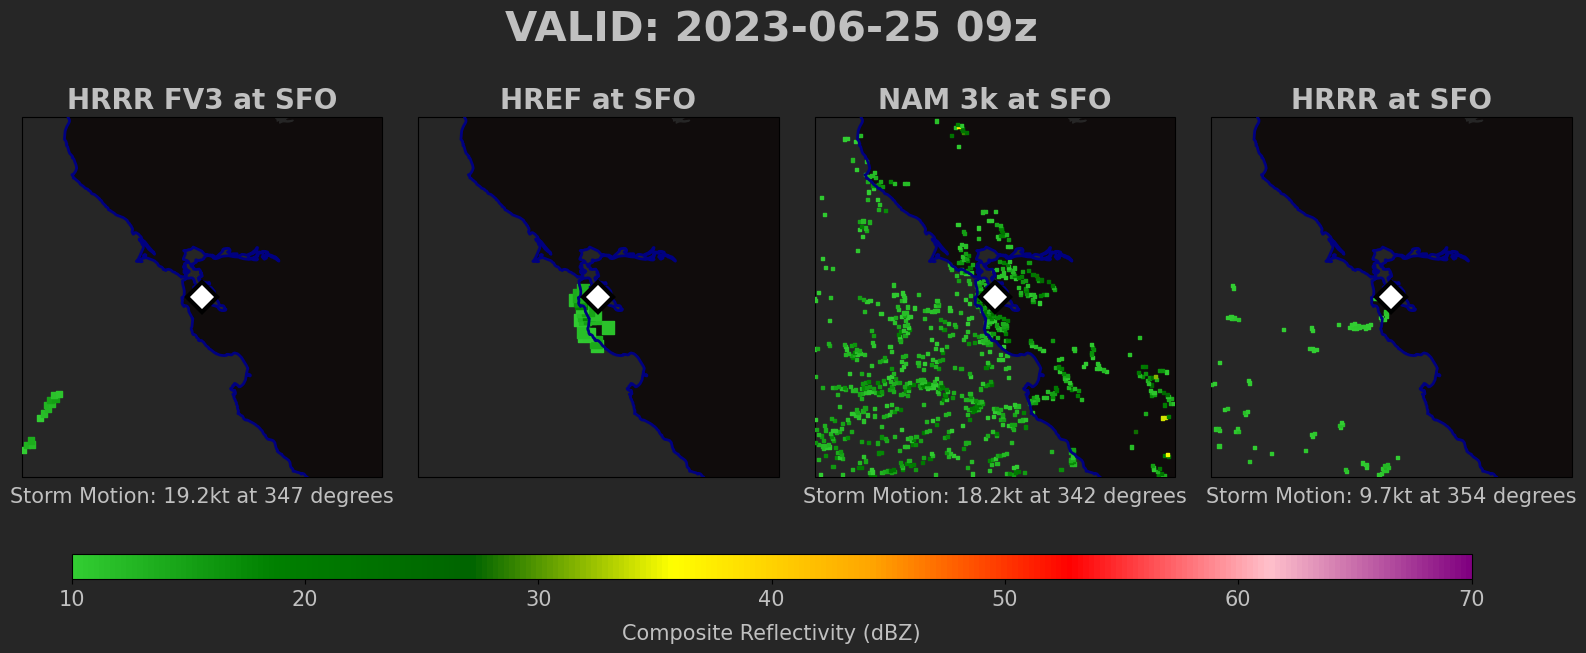 VALID: 2023-06-25 09z
HRRR FV3 at SFO
HREF at SFO
NAM 3k at SFO
HRRR at SFO
Storm Motion: 19.2kt at 347 degrees
Storm Motion: 18.2kt at 342 degrees
Storm Motion: 9.7kt at 354 degrees
10 20 30 40 50 60 70
Composite Reflectivity (dBZ)